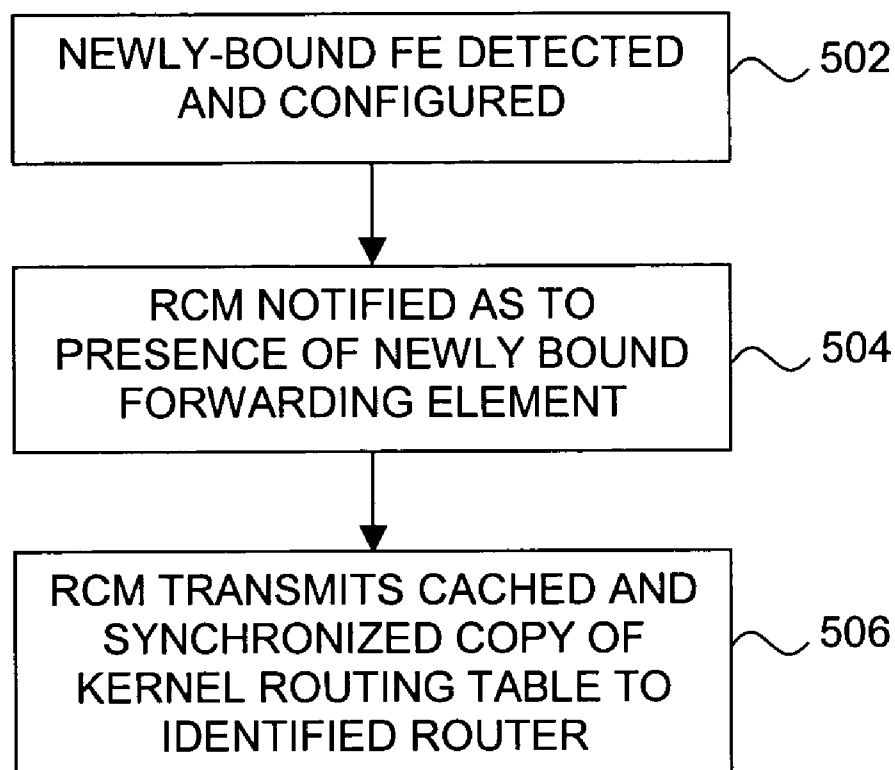 NEWLY-BOUND FE DETECTED
AND CONFIGURED
502
RCM NOTIFIED AS TO
PRESENCE OF NEWLY BOUND
FORWARDING ELEMENT
504
RCM TRANSMITS CACHED AND
SYNCHRONIZED COPY OF
KERNEL ROUTING TABLE TO
IDENTIFIED ROUTER
506